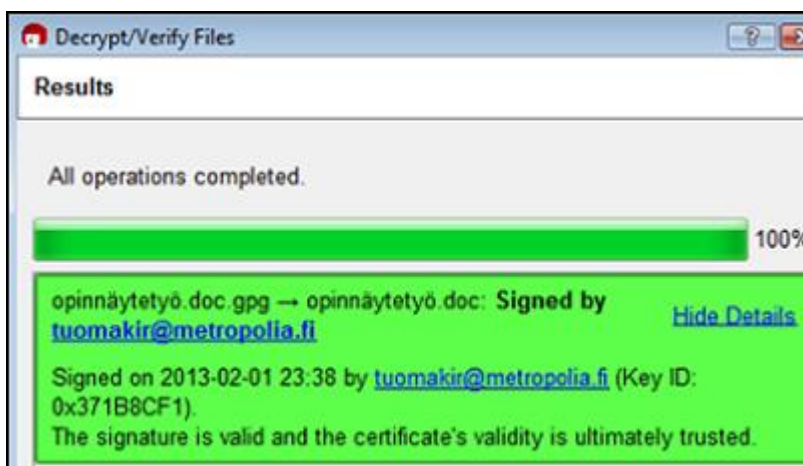 Decrypt/Verify Files
Results
All operations completed.
100%
opinnäytetyö.doc.gpg → opinnäytetyö.doc: Signed by
tuomakir@metropolia.fi
Hide Details
Signed on 2013-02-01 23:38 by tuomakir@metropolia.fi (Key ID:
0x371B8CF1).
The signature is valid and the certificate's validity is ultimately trusted.